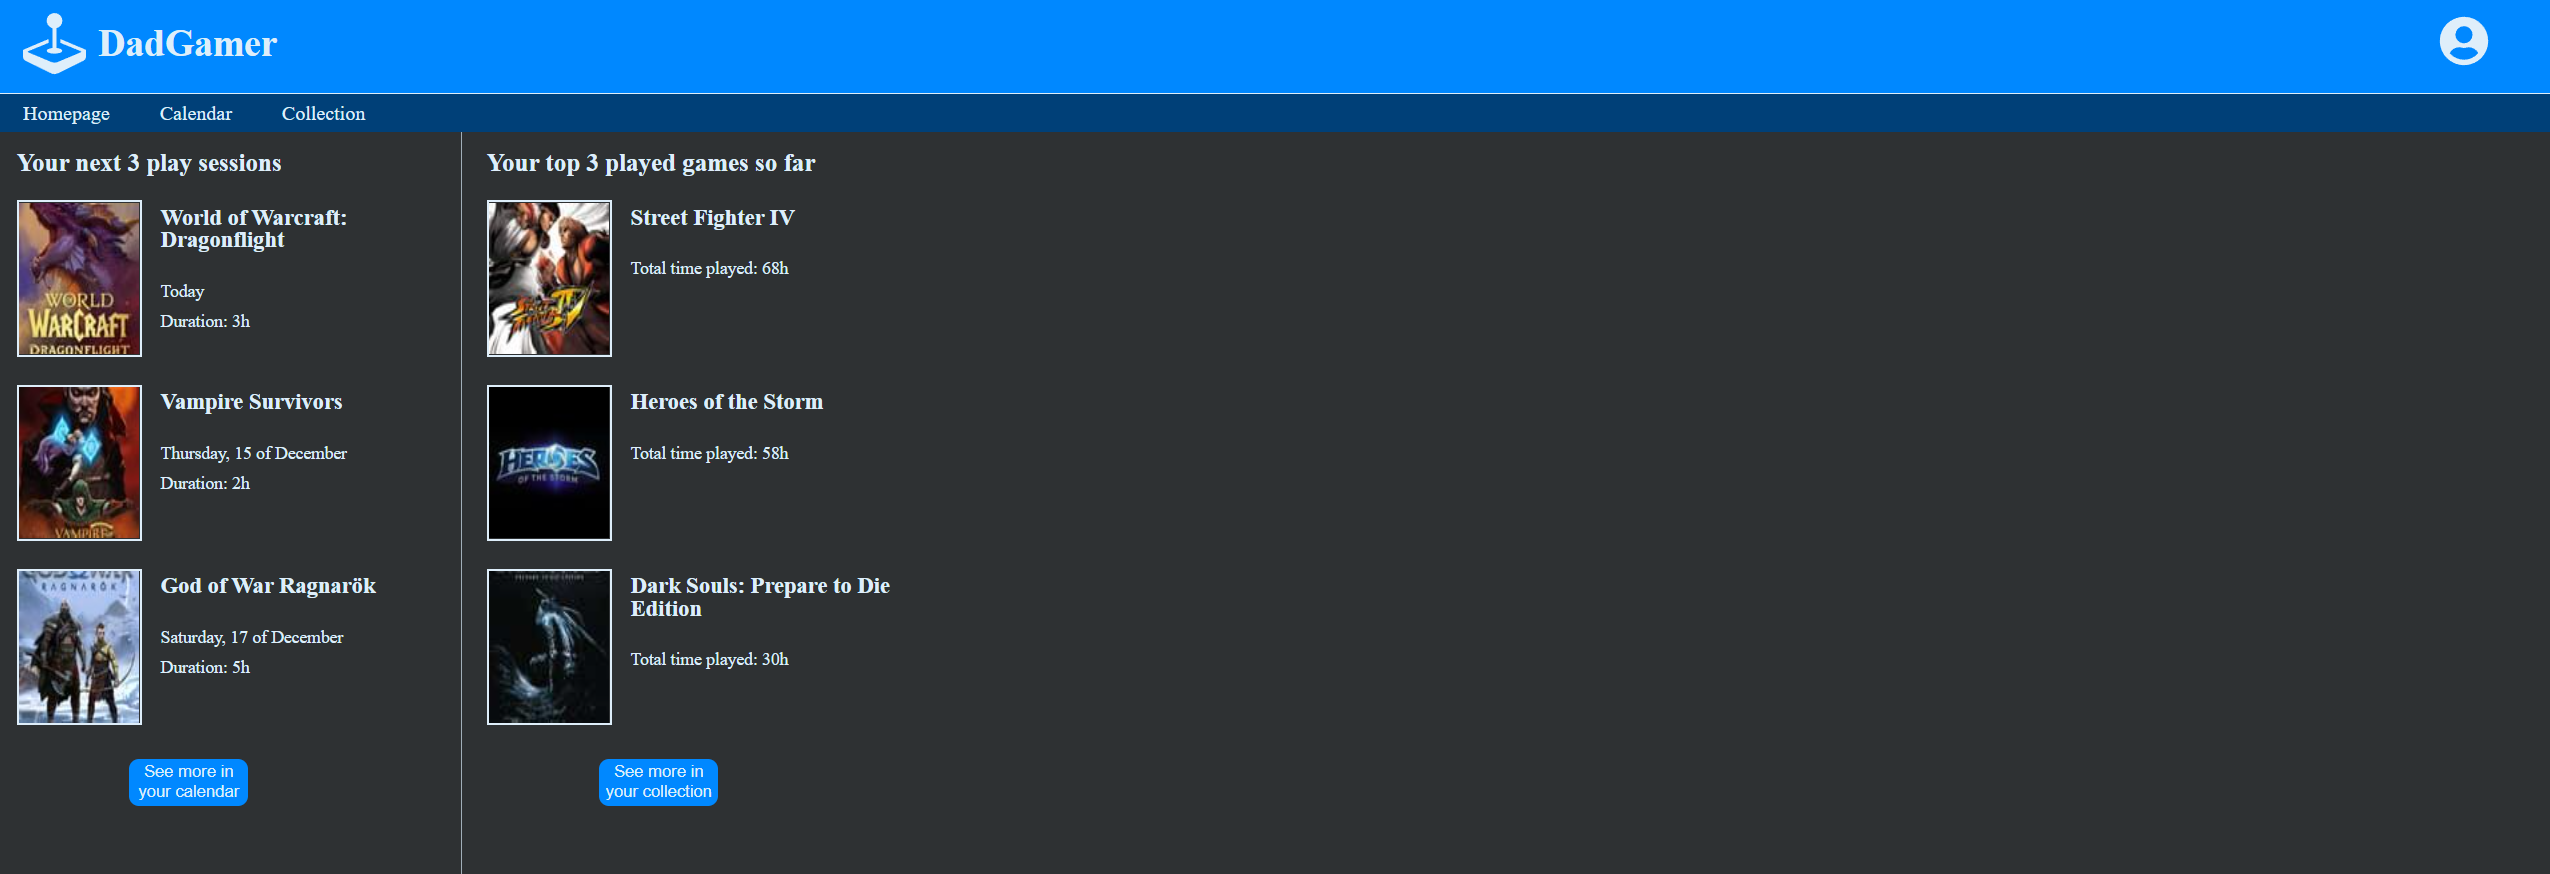 DadGamer
Homepage
Calendar
Collection
Your next 3 play sessions
WORLD
WARCRAFT
DRAGONFLIGHT
World of Warcraft:
Dragonflight
Today
Duration: 3h
VAMPIRE
Vampire Survivors
Thursday, 15 of December
Duration: 2h
RAGNARÖK
God of War Ragnarök
Saturday, 17 of December
Duration: 5h
See more in
your calendar
Your top 3 played games so far
IV
Street Fighter IV
Total time played: 68h
HEROES
OF THE STORM
Heroes of the Storm
Total time played: 58h
PREPARE TO DIE EDITION
Dark Souls: Prepare to Die
Edition
Total time played: 30h
See more in
your collection